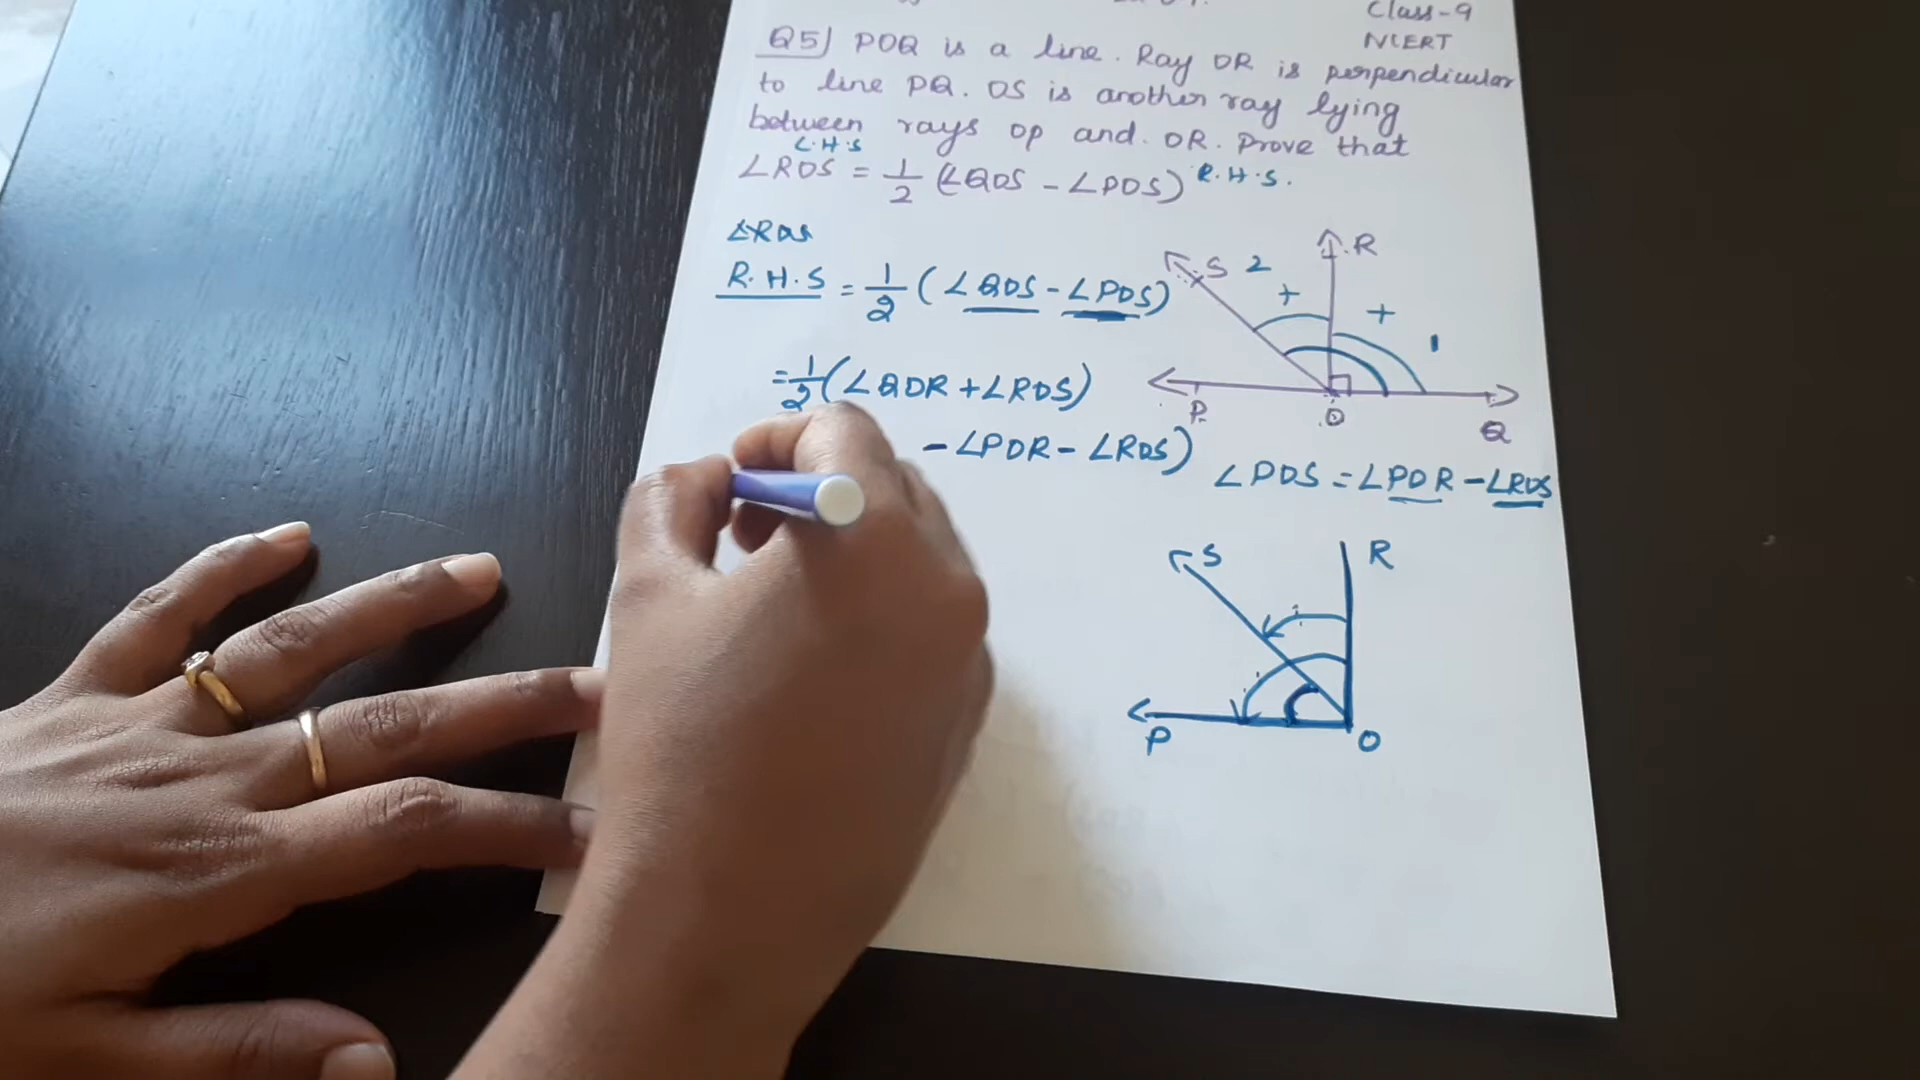 Class-9
NCERT
Q5) POQ is a line. Ray OR is perpendicular
to line PQ. OS is another ray lying
between rays OP and OR. Prove that
L.H.S
∠ROS = 1/2 (∠QOS - ∠POS) R.H.S.
R.H.S = 1/2 (∠QOS - ∠POS)
= 1/2 (∠QOR + ∠ROS)
- ∠POR - ∠ROS)
S 2 R
+ +
1
P O Q
∠POS = ∠POR - ∠ROS
S R
P O